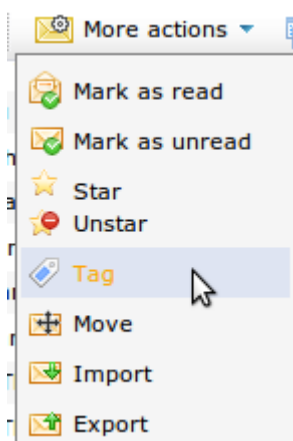 More actions
Mark as read
Mark as unread
Star
Unstar
Tag
Move
Import
Export